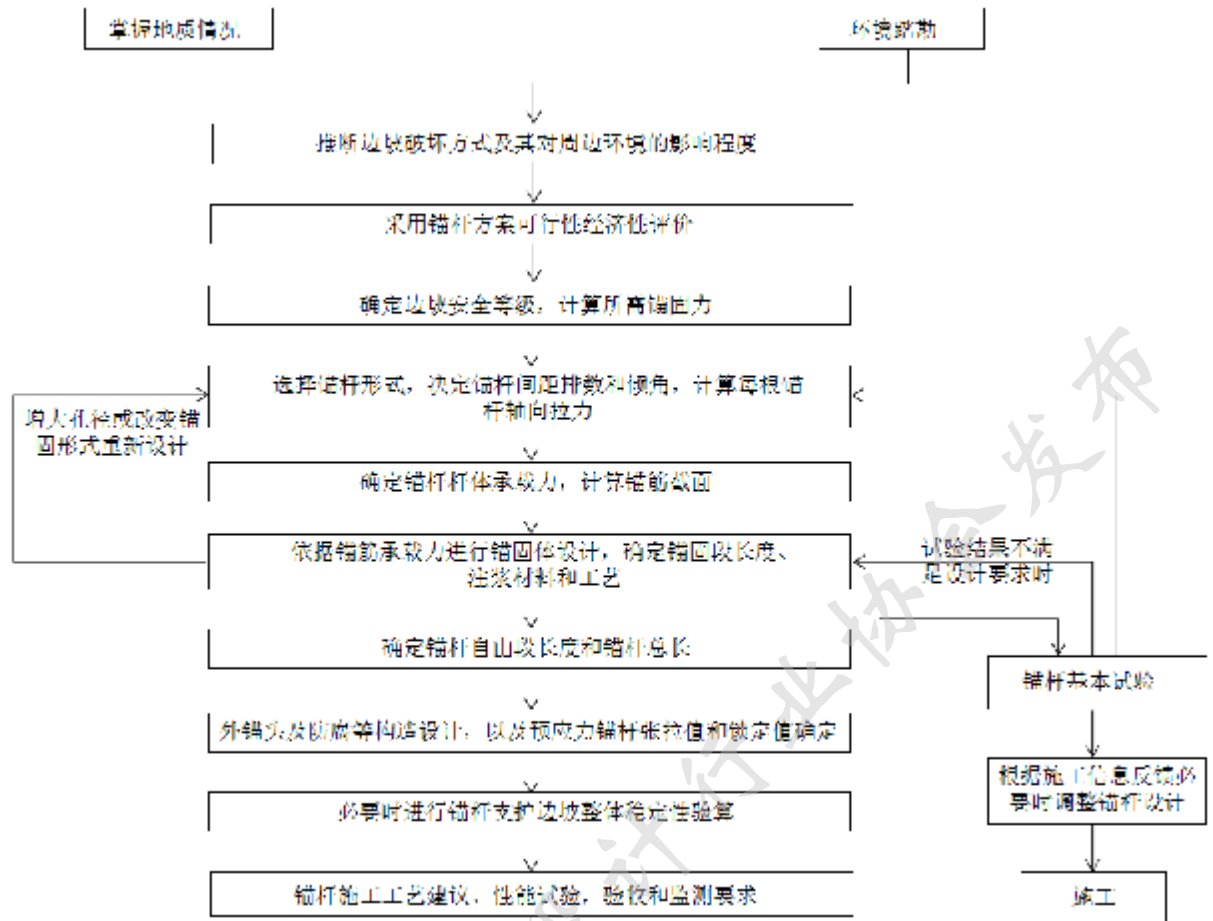 掌握地质情况
环境踏勘
推断边坡破坏方式及其对周边环境的影响程度
采用锚杆方案可行性经济性评价
确定边坡安全等级，计算所需锚固力
选择锚杆形式，决定锚杆间距排数和倾角，计算每根锚
杆轴向拉力
增大孔径或改变锚
固形式重新设计
确定锚杆杆体承载力，计算锚筋截面
依据锚筋承载力进行锚固体设计，确定锚固段长度、
注浆材料和工艺
试验结果不满
足设计要求时
确定锚杆自由段长度和锚杆总长
锚杆基本试验
外锚头及防腐等构造设计，以及预应力锚杆张拉值和锁定值确定
根据施工信息反馈必
要时调整锚杆设计
必要时进行锚杆支护边坡整体稳定性验算
锚杆施工工艺建议、性能试验，验收和监测要求
施工
计行业协会发布